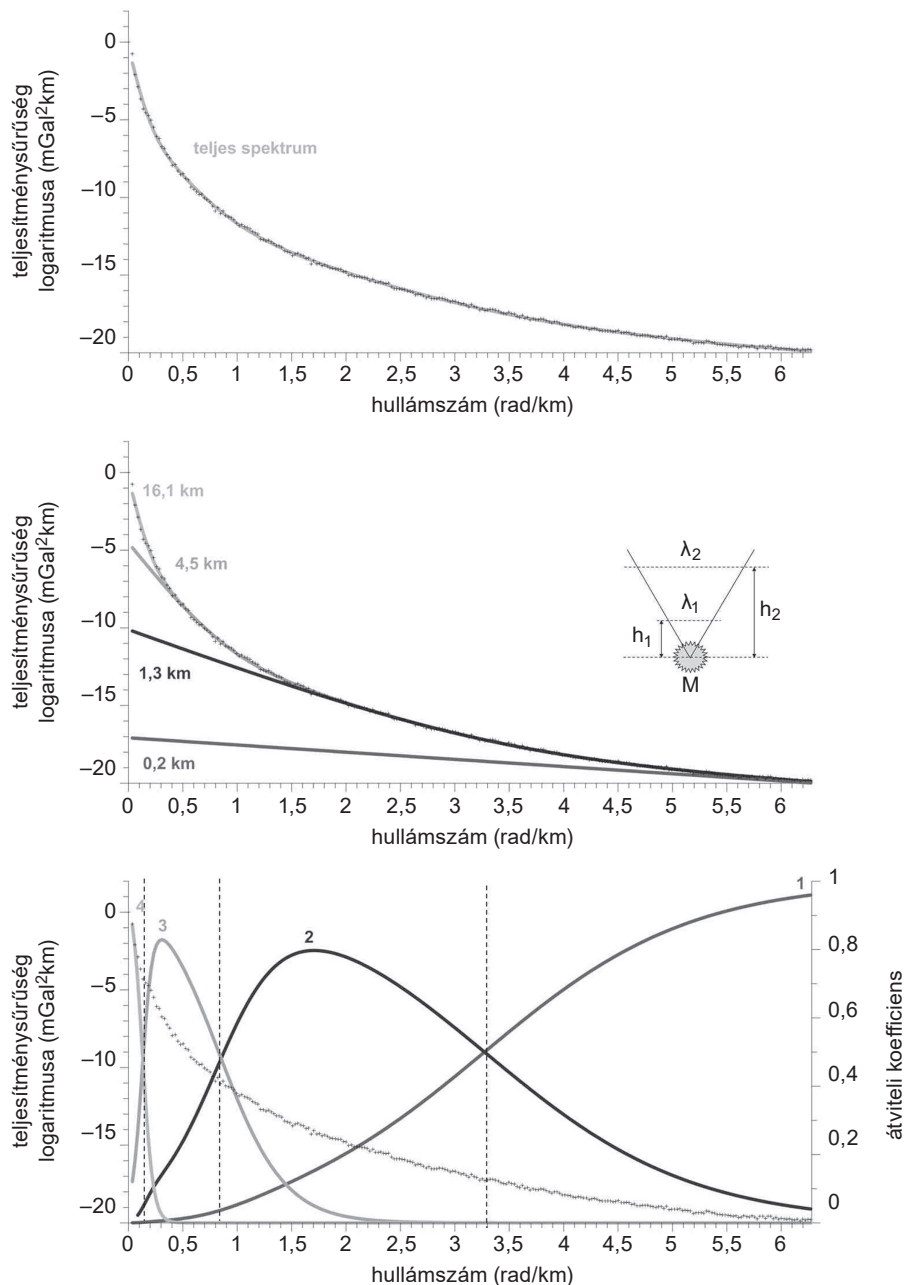 0
–5
–10
–15
–20
teljesítménysűrűség
logaritmusa (mGal²km)
teljes spektrum
0 0,5 1 1,5 2 2,5 3 3,5 4 4,5 5 5,5 6
hullámszám (rad/km)
0
–5
–10
–15
–20
teljesítménysűrűség
logaritmusa (mGal²km)
16,1 km
4,5 km
1,3 km
0,2 km
λ₂
λ₁
h₂
h₁
M
0 0,5 1 1,5 2 2,5 3 3,5 4 4,5 5 5,5 6
hullámszám (rad/km)
0
–5
–10
–15
–20
teljesítménysűrűség
logaritmusa (mGal²km)
4
3
2
1
1
0,8
0,6
0,4
0,2
0
átviteli koefficiens
0 0,5 1 1,5 2 2,5 3 3,5 4 4,5 5 5,5 6
hullámszám (rad/km)